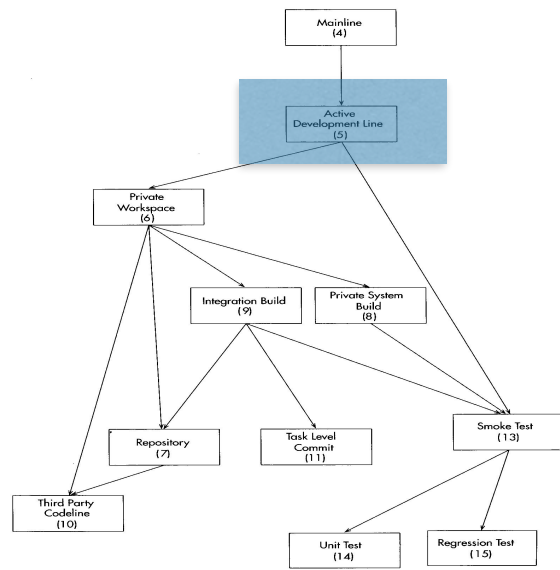 Mainline
(4)
Active
Development Line
(5)
Private
Workspace
(6)
Integration Build
(9)
Private System
Build
(8)
Repository
(7)
Task Level
Commit
(11)
Smoke Test
(13)
Third Party
Codeline
(10)
Unit Test
(14)
Regression Test
(15)